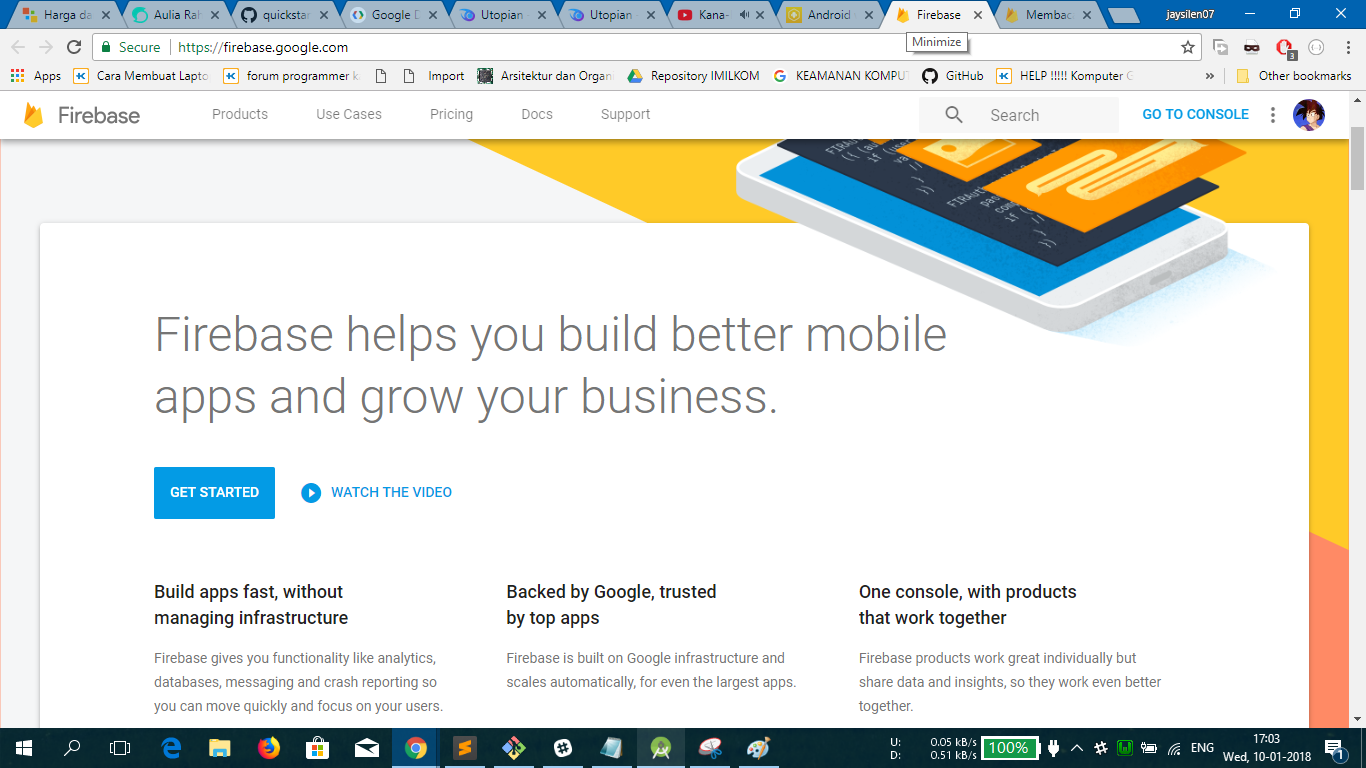 Harga da
Aulia Rah
quickstar
Google D
Utopian
Utopian
Kana-
Android
Firebase
Membac
jaysilen07
Minimize
Secure
https://firebase.google.com
3
Apps
Cara Membuat Lapto
forum programmer k
Import
Arsitektur dan Organ
Repository IMILKOM
KEAMANAN KOMPUT
GitHub
HELP !!!!! Komputer G
»
Other bookmarks
Firebase
Products
Use Cases
Pricing
Docs
Support
Search
GO TO CONSOLE
Firebase helps you build better mobile
apps and grow your business.
GET STARTED
WATCH THE VIDEO
Build apps fast, without
managing infrastructure
Firebase gives you functionality like analytics,
databases, messaging and crash reporting so
you can move quickly and focus on your users.
Backed by Google, trusted
by top apps
Firebase is built on Google infrastructure and
scales automatically, for even the largest apps.
One console, with products
that work together
Firebase products work great individually but
share data and insights, so they work even better
together.
U: 0.05 kB/s
D: 0.51 kB/s
100%
ENG
17:03
Wed, 10-01-2018
1